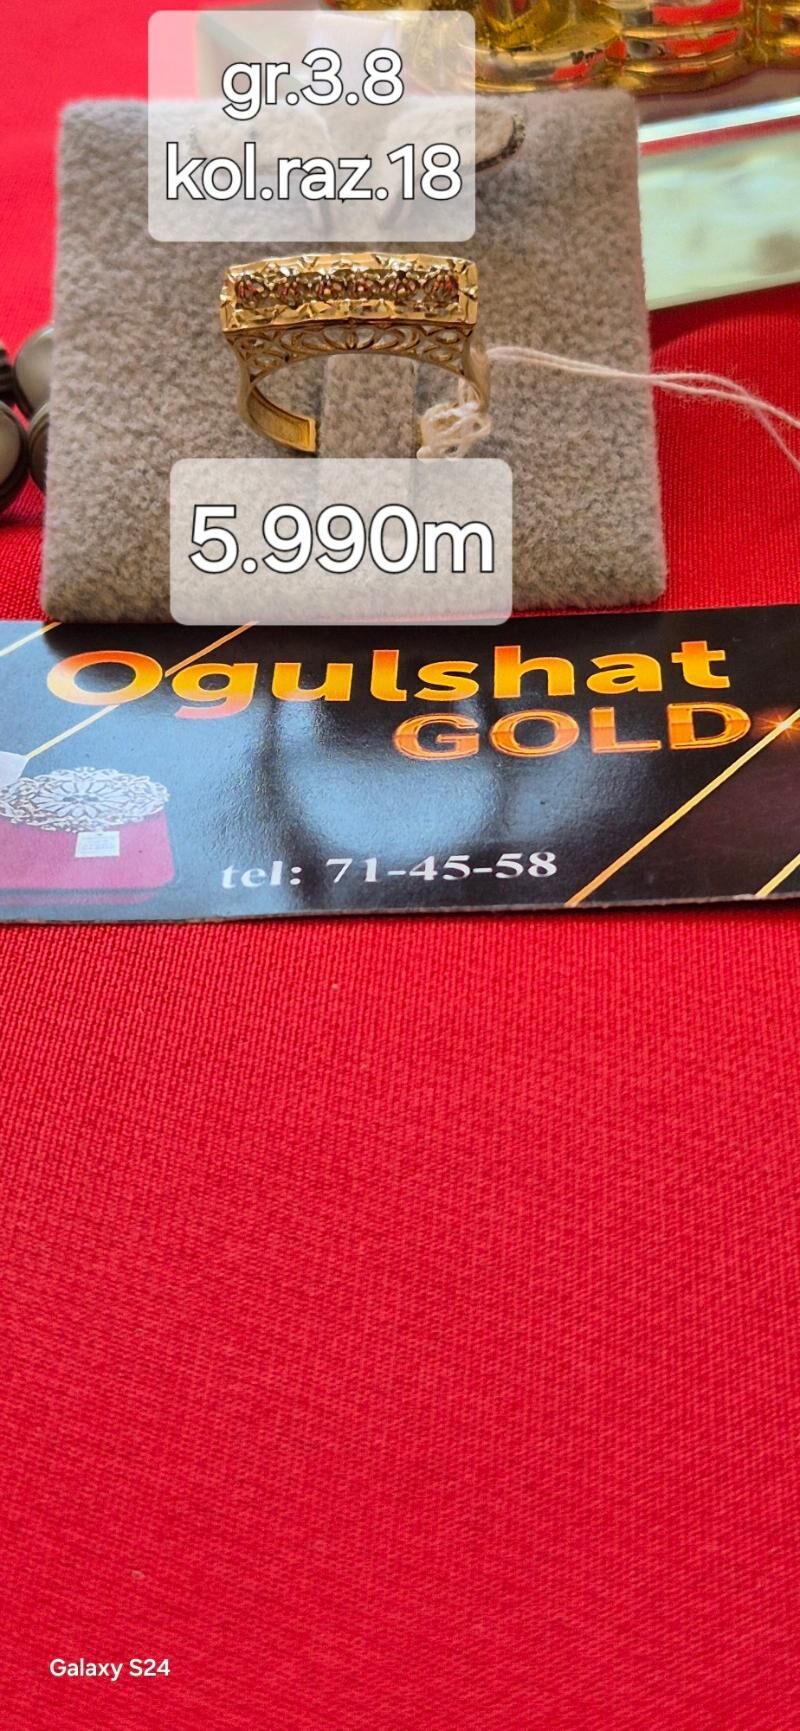 gr.3.8
kol.raz.18
5.990m
Ogulshat
GOLD
tel: 71-45-58
Galaxy S24